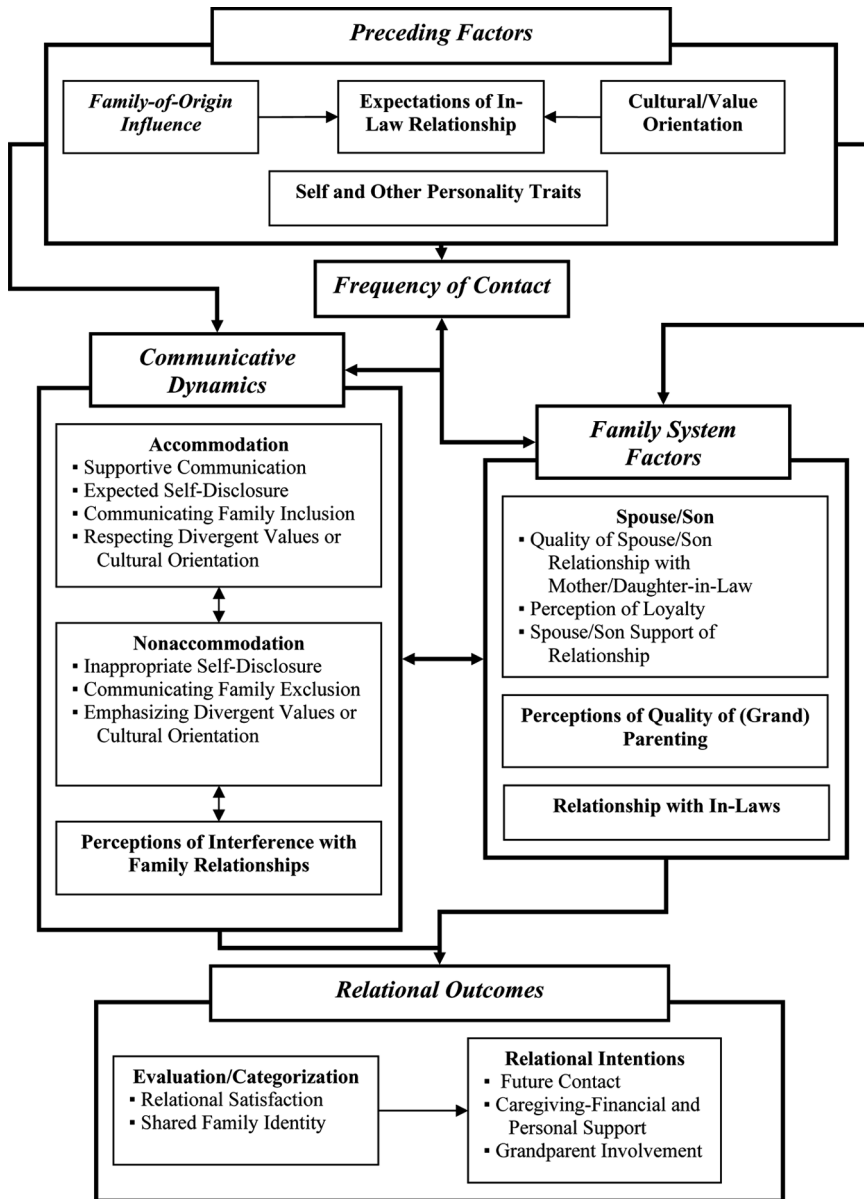 Preceding Factors
Family-of-Origin
Influence
Expectations of In-
Law Relationship
Cultural/Value
Orientation
Self and Other Personality Traits
Frequency of Contact
Communicative
Dynamics
Accommodation
▪ Supportive Communication
▪ Expected Self-Disclosure
▪ Communicating Family Inclusion
▪ Respecting Divergent Values or
Cultural Orientation
Nonaccommodation
▪ Inappropriate Self-Disclosure
▪ Communicating Family Exclusion
▪ Emphasizing Divergent Values or
Cultural Orientation
Perceptions of Interference with
Family Relationships
Family System
Factors
Spouse/Son
▪ Quality of Spouse/Son
Relationship with
Mother/Daughter-in-Law
▪ Perception of Loyalty
▪ Spouse/Son Support of
Relationship
Perceptions of Quality of (Grand)
Parenting
Relationship with In-Laws
Relational Outcomes
Evaluation/Categorization
▪ Relational Satisfaction
▪ Shared Family Identity
Relational Intentions
▪ Future Contact
▪ Caregiving-Financial and
Personal Support
▪ Grandparent Involvement